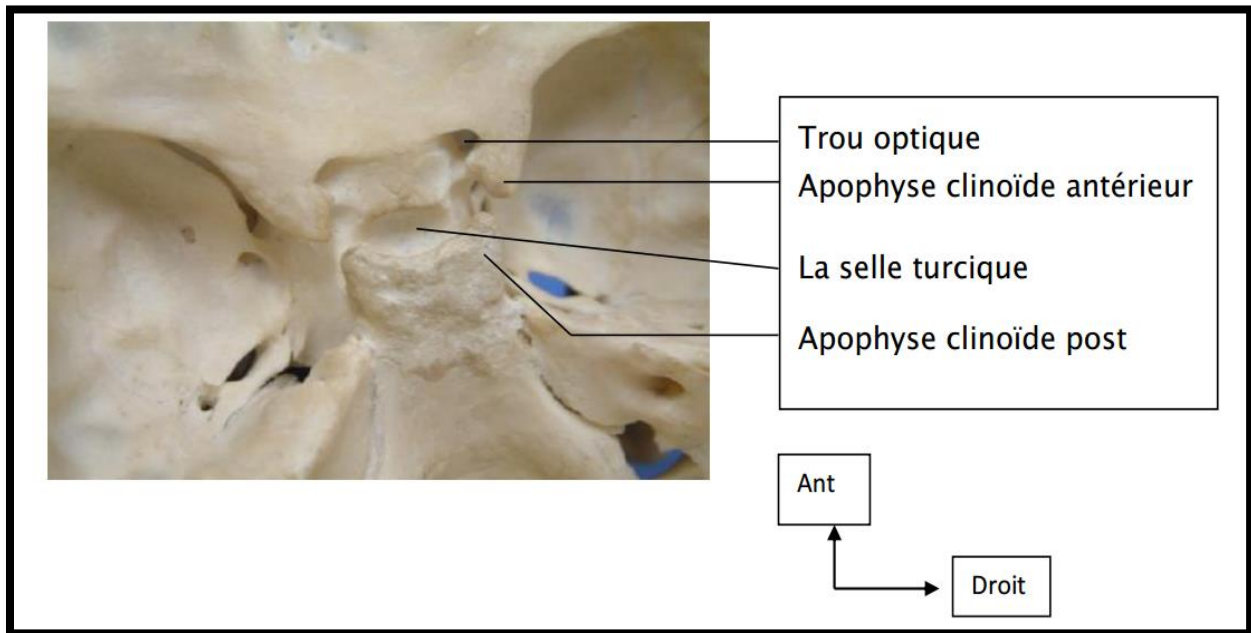 Trou optique
Apophyse clinoïde antérieur
La selle turcique
Apophyse clinoïde post
Ant
Droit